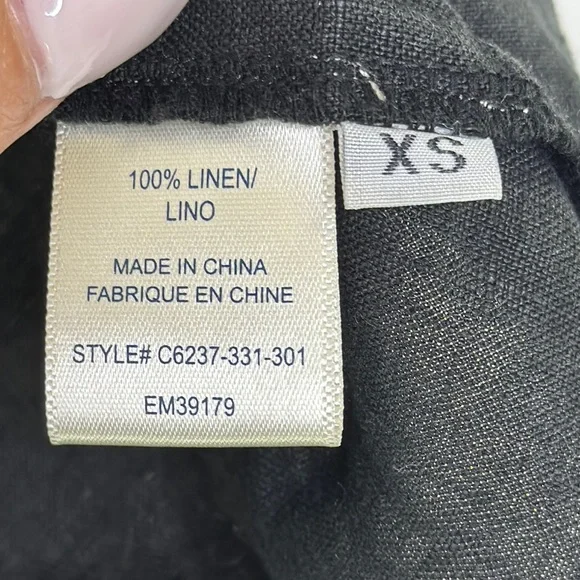 100% LINEN/
LINO
MADE IN CHINA
FABRIQUE EN CHINE
STYLE# C6237-331-301
EM39179
XS